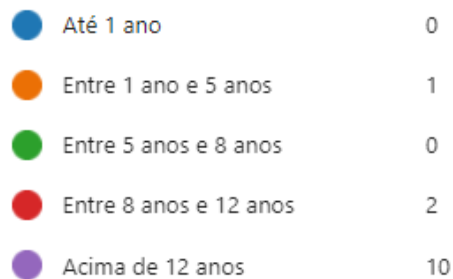 Até 1 ano 0
Entre 1 ano e 5 anos 1
Entre 5 anos e 8 anos 0
Entre 8 anos e 12 anos 2
Acima de 12 anos 10